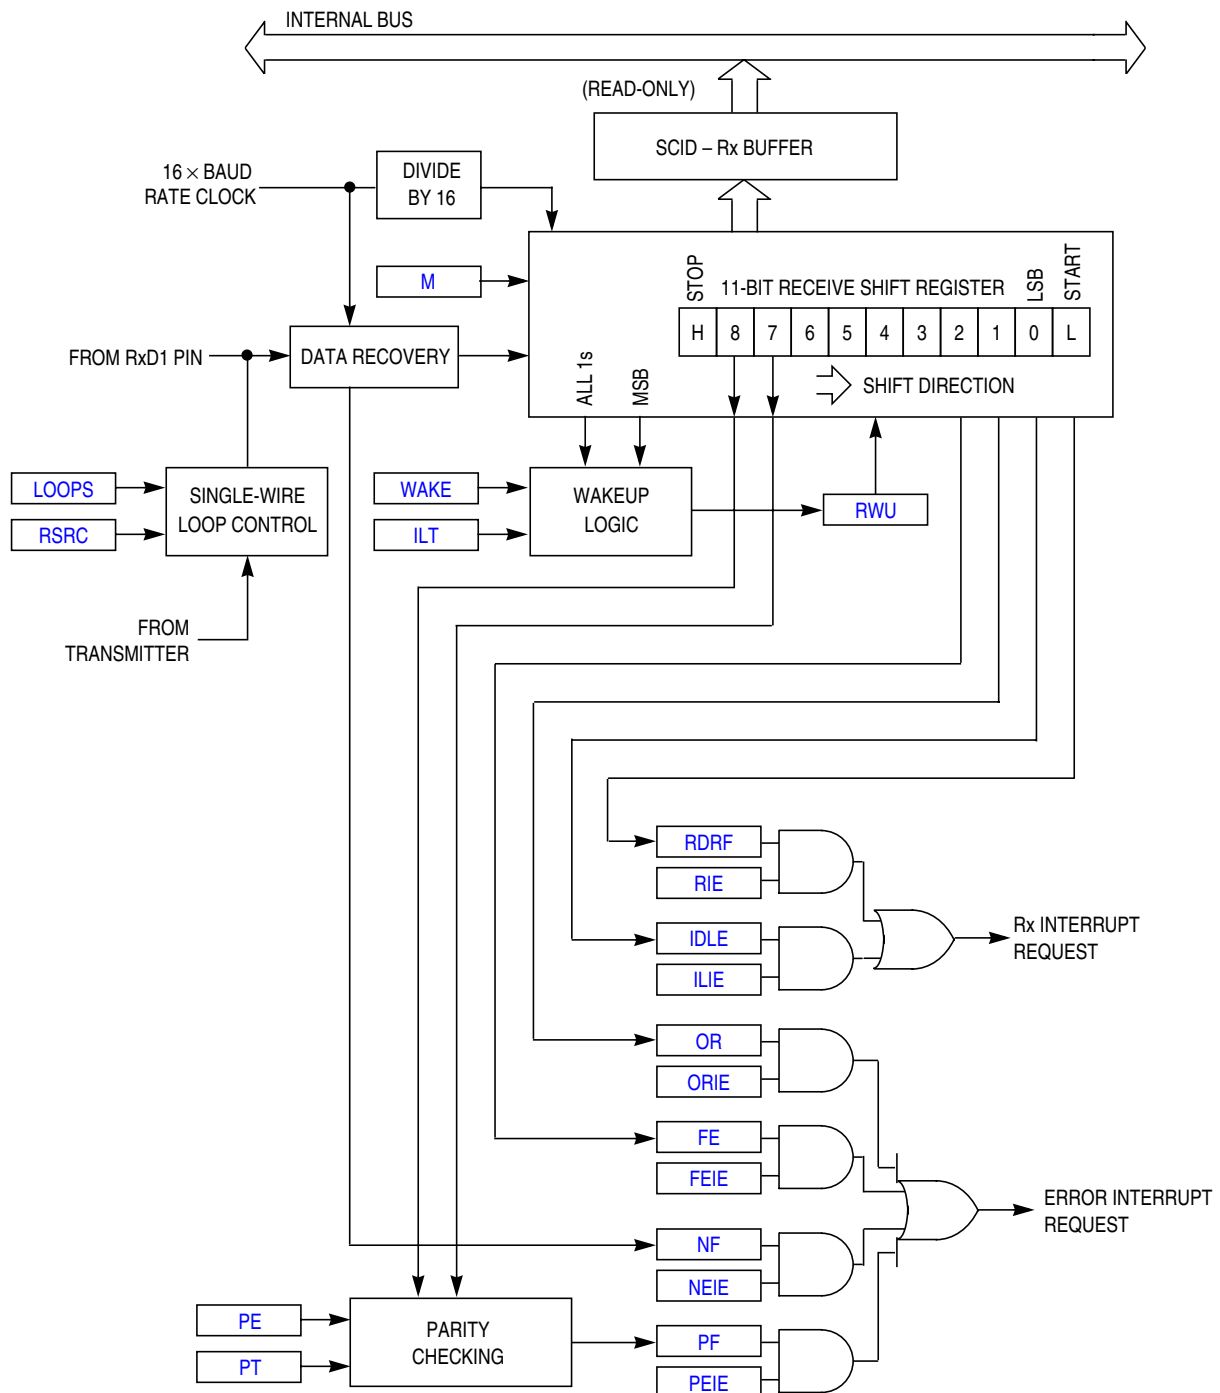 INTERNAL BUS
(READ-ONLY)
SCID – Rx BUFFER
16 × BAUD
RATE CLOCK
DIVIDE
BY 16
M
STOP
11-BIT RECEIVE SHIFT REGISTER
LSB
START
H 8 7 6 5 4 3 2 1 0 L
FROM RxD1 PIN
DATA RECOVERY
ALL 1s
MSB
SHIFT DIRECTION
LOOPS
RSRC
SINGLE-WIRE
LOOP CONTROL
WAKE
ILT
WAKEUP
LOGIC
RWU
FROM
TRANSMITTER
RDRF
RIE
IDLE
ILIE
Rx INTERRUPT
REQUEST
OR
ORIE
FE
FEIE
ERROR INTERRUPT
REQUEST
NF
NEIE
PE
PT
PARITY
CHECKING
PF
PEIE